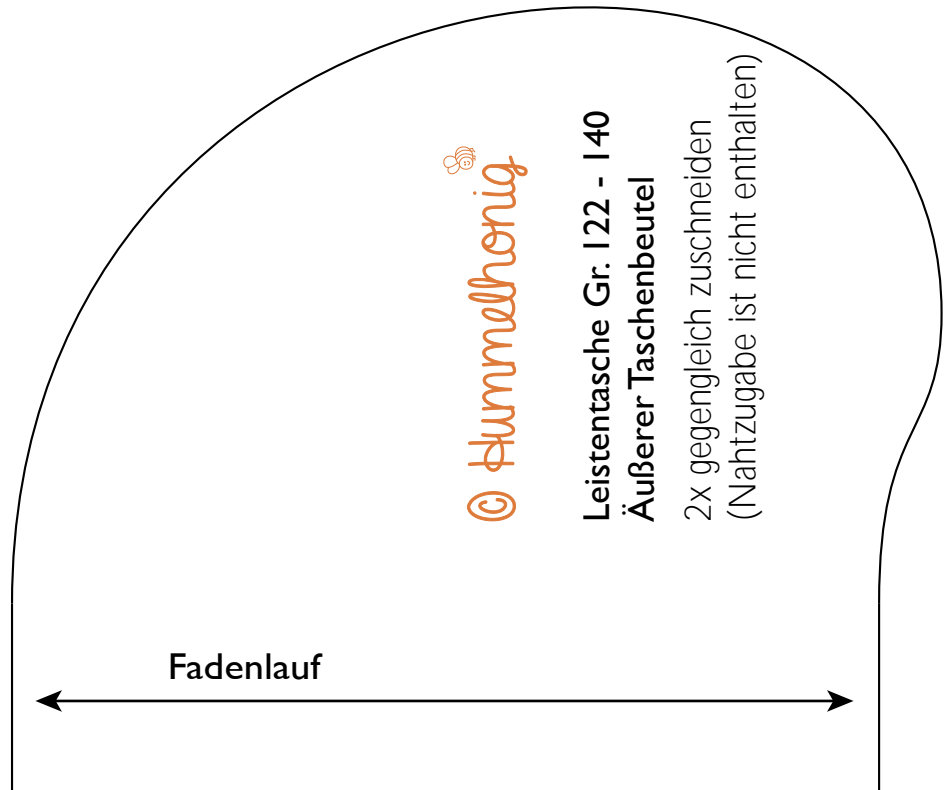 © Hummelhonig
Leistentasche Gr. 122 - 140
Äußerer Taschenbeutel
2x gegengleich zuschneiden
(Nahtzugabe ist nicht enthalten)
Fadenlauf